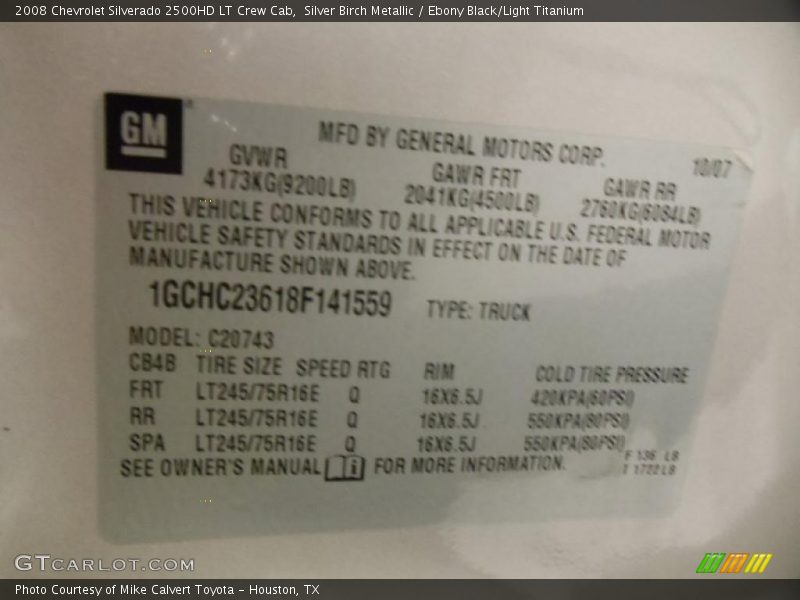 2008 Chevrolet Silverado 2500HD LT Crew Cab,  Silver Birch Metallic / Ebony Black/Light Titanium
GM
MFD BY GENERAL MOTORS CORP.
10/07
GVWR GAWR FRT GAWR RR
4173KG(9200LB) 2041KG(4500LB) 2760KG(6084LB)
THIS VEHICLE CONFORMS TO ALL APPLICABLE U.S. FEDERAL MOTOR
VEHICLE SAFETY STANDARDS IN EFFECT ON THE DATE OF
MANUFACTURE SHOWN ABOVE.
1GCHC23618F141559 TYPE: TRUCK
MODEL: C20743
CB4B TIRE SIZE SPEED RTG RIM COLD TIRE PRESSURE
FRT LT245/75R16E Q 16X6.5J 420KPA(60PSI)
RR LT245/75R16E Q 16X6.5J 550KPA(80PSI)
SPA LT245/75R16E Q 16X6.5J 550KPA(80PSI)
SEE OWNER'S MANUAL i FOR MORE INFORMATION.
F 136 LB
T 1722 LB
GTCARLOT.COM
Photo Courtesy of Mike Calvert Toyota - Houston, TX